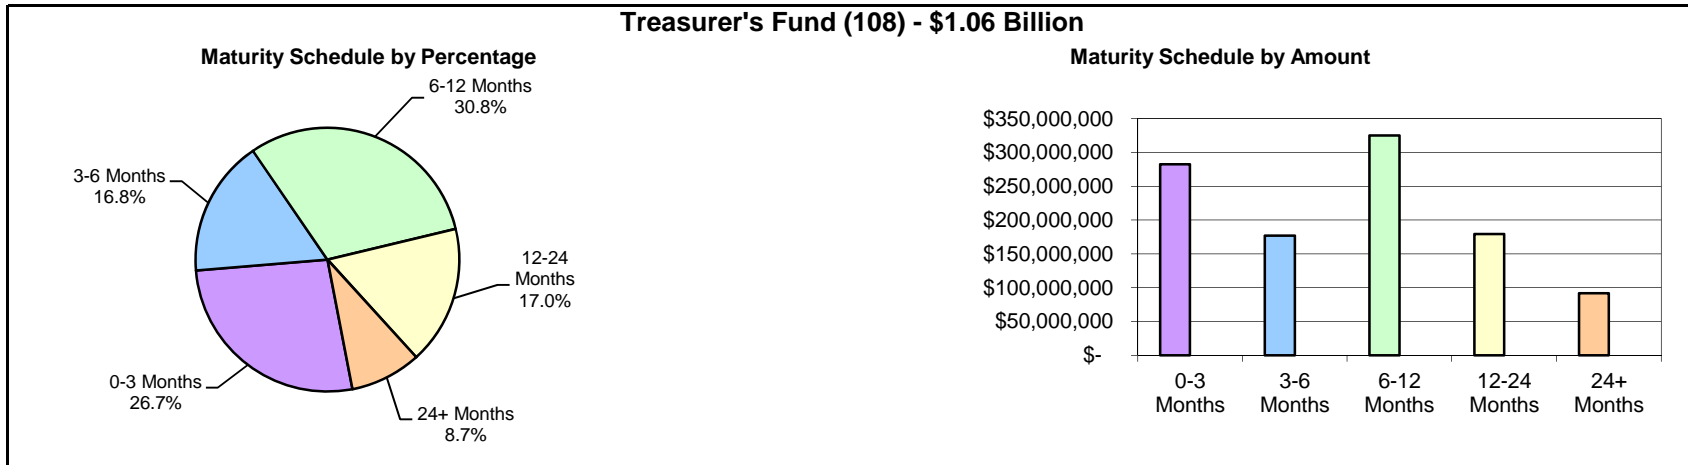 Treasurer's Fund (108) - $1.06 Billion
Maturity Schedule by Percentage
6-12 Months
30.8%
3-6 Months
16.8%
12-24
Months
17.0%
0-3 Months
26.7%
24+ Months
8.7%
Maturity Schedule by Amount
$350,000,000
$300,000,000
$250,000,000
$200,000,000
$150,000,000
$100,000,000
$50,000,000
$-
0-3
Months
3-6
Months
6-12
Months
12-24
Months
24+
Months